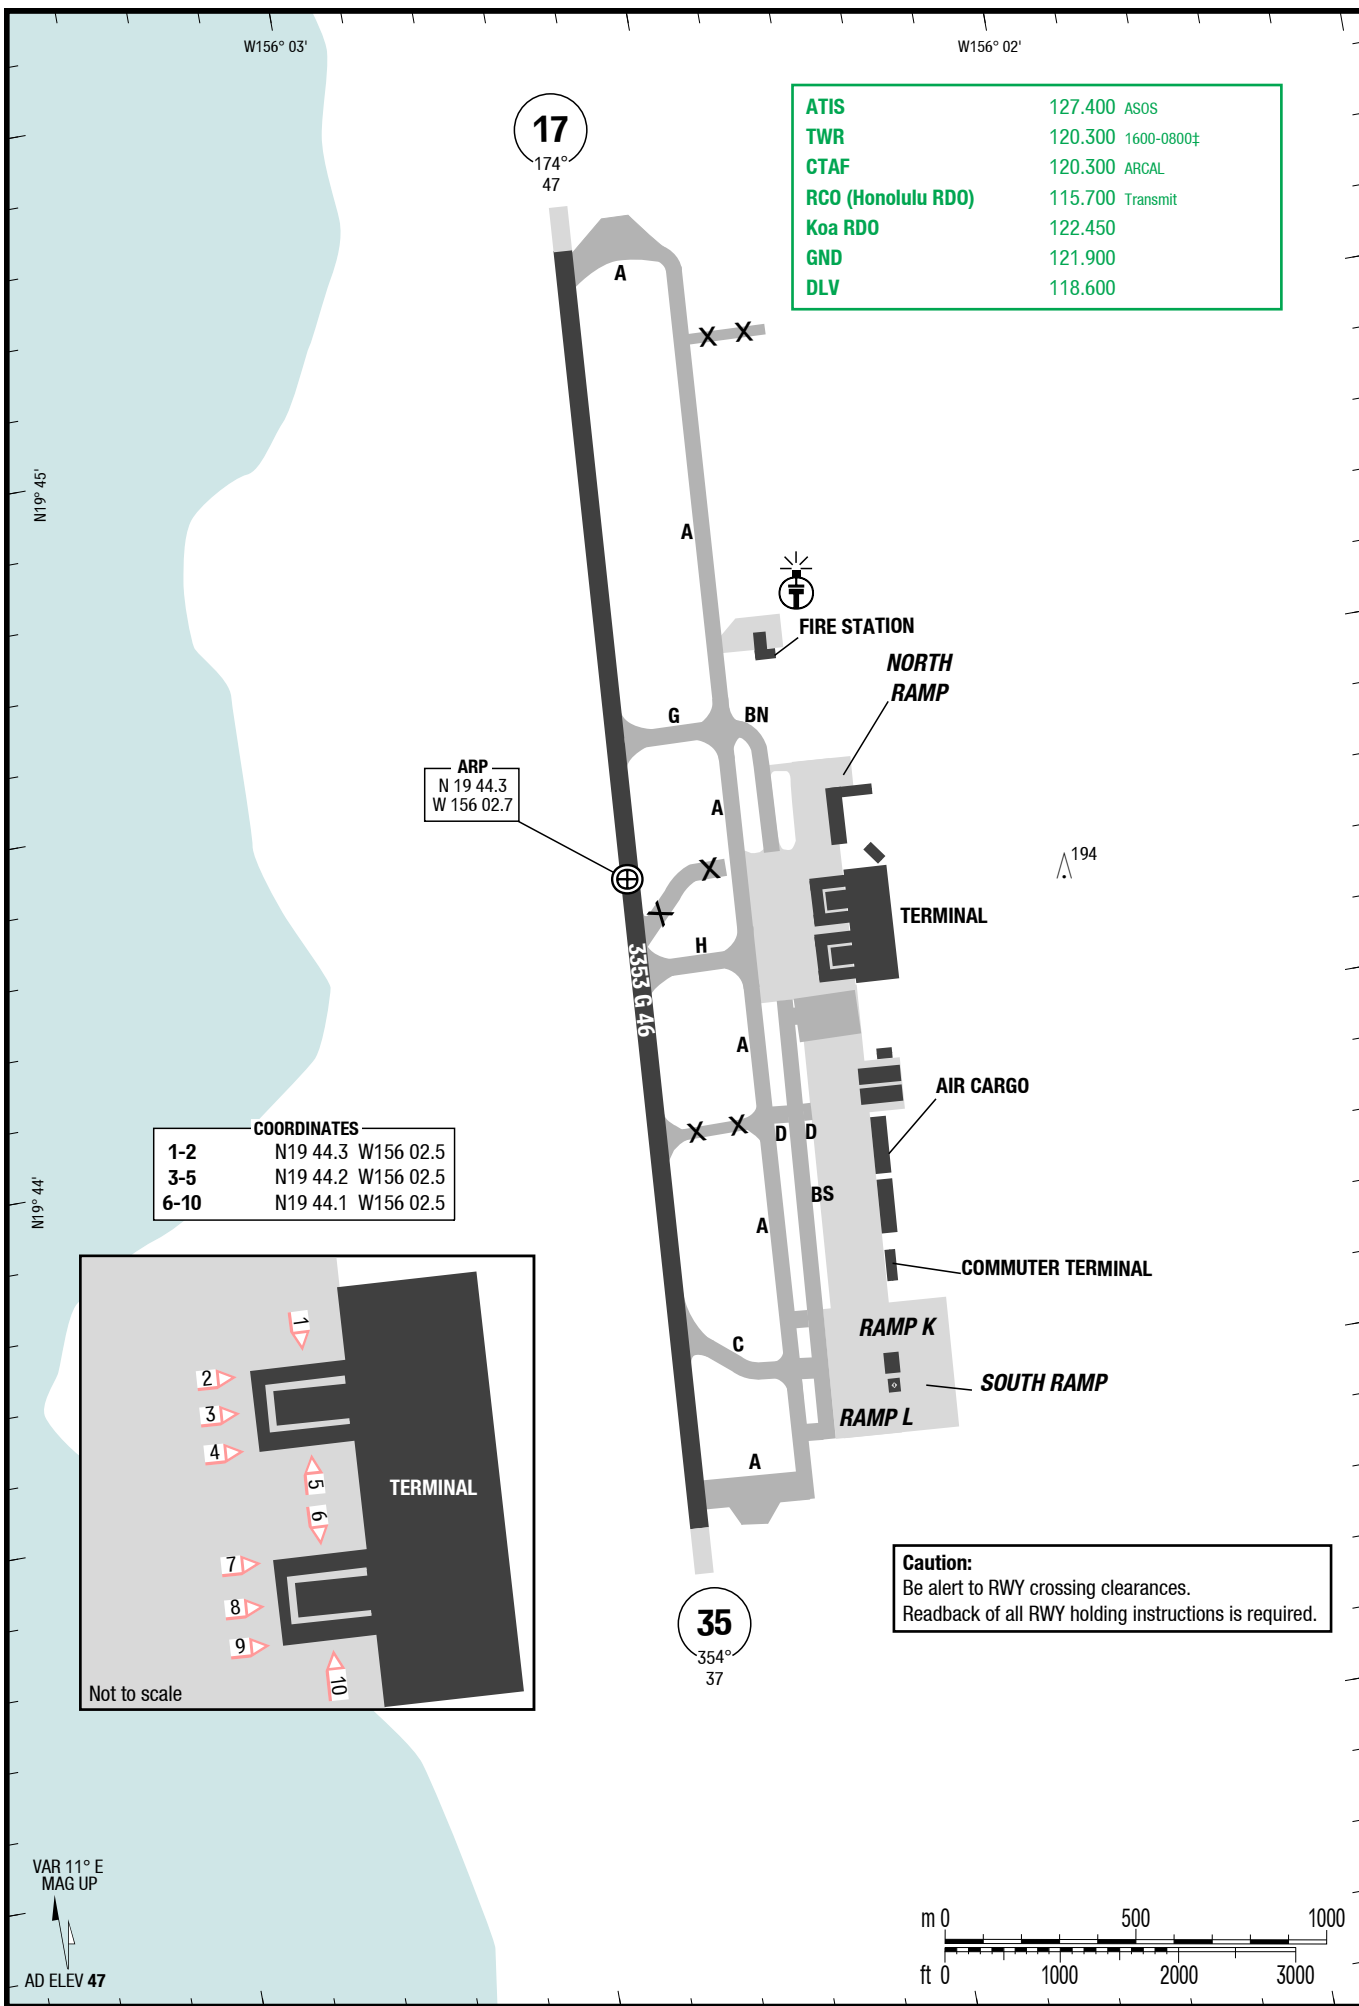 W156° 03'
W156° 02'
ATIS 127.400 ASOS
TWR 120.300 1600-0800‡
CTAF 120.300 ARCAL
RCO (Honolulu RDO) 115.700 Transmit
Koa RDO 122.450
GND 121.900
DLV 118.600
17
174°
47
A
X X
N19° 45'
A
FIRE STATION
NORTH
RAMP
G
BN
ARP
N 19 44.3
W 156 02.7
A
X
194
X
TERMINAL
H
3353 G 46
A
AIR CARGO
X X
D D
COORDINATES
1-2 N19 44.3 W156 02.5
3-5 N19 44.2 W156 02.5
6-10 N19 44.1 W156 02.5
N19° 44'
BS
A
COMMUTER TERMINAL
RAMP K
C
SOUTH RAMP
RAMP L
A
1
2
3
4
5
6
7
8
9
10
TERMINAL
Not to scale
Caution:
Be alert to RWY crossing clearances.
Readback of all RWY holding instructions is required.
35
354°
37
VAR 11° E
MAG UP
AD ELEV 47
m 0 500 1000
ft 0 1000 2000 3000